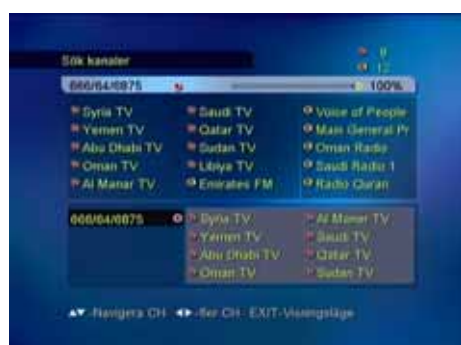 Sök kanaler
8
12
666/64/6875 100%
Syria TV Saudi TV Voice of People
Yemen TV Qatar TV Main General Pr
Abu Dhabi TV Sudan TV Oman Radio
Oman TV Libiya TV Saudi Radio 1
Al Manar TV Emirates FM Radio Quran
666/64/6875 Syria TV Al Manar TV
Yemen TV Saudi TV
Abu Dhabi TV Qatar TV
Oman TV Sudan TV
-Navigera CH -fler CH EXIT-Visningsläge